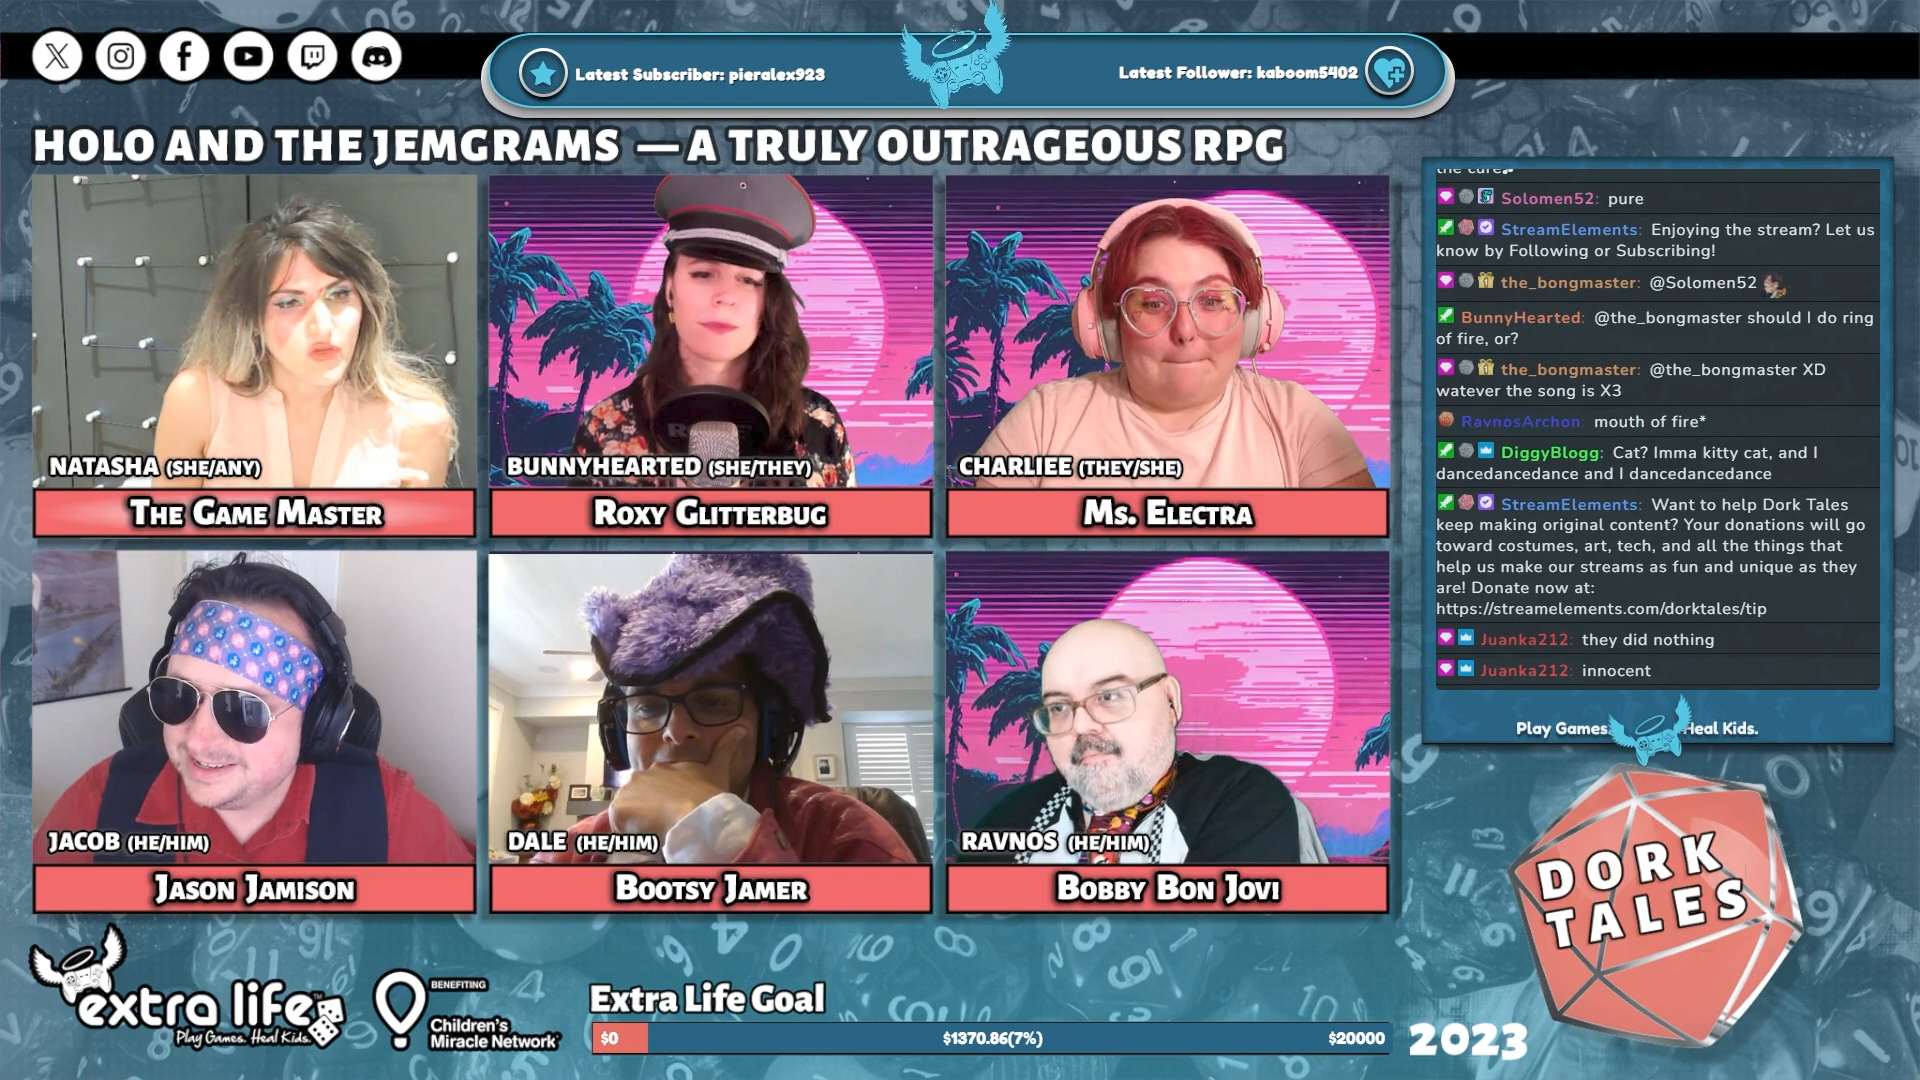 Latest Subscriber: pieralex923
Latest Follower: kaboom5402
HOLO AND THE JEMGRAMS — A TRULY OUTRAGEOUS RPG
NATASHA (SHE/ANY)
THE GAME MASTER
BUNNYHEARTED (SHE/THEY)
ROXY GLITTERBUG
CHARLIEE (THEY/SHE)
MS. ELECTRA
JACOB (HE/HIM)
JASON JAMISON
DALE (HE/HIM)
BOOTSY JAMER
RAVNOS (HE/HIM)
BOBBY BON JOVI
the cure
Solomen52: pure
StreamElements: Enjoying the stream? Let us
know by Following or Subscribing!
the_bongmaster: @Solomen52
BunnyHearted: @the_bongmaster should I do ring
of fire, or?
the_bongmaster: @the_bongmaster XD
watever the song is X3
RavnosArchon: mouth of fire*
DiggyBlogg: Cat? Imma kitty cat, and I
dancedancedance and I dancedancedance
StreamElements: Want to help Dork Tales
keep making original content? Your donations will go
toward costumes, art, tech, and all the things that
help us make our streams as fun and unique as they
are! Donate now at:
https://streamelements.com/dorktales/tip
Juanka212: they did nothing
Juanka212: innocent
Play Games. Heal Kids.
DORK
TALES
extra life
Play Games. Heal Kids.
BENEFITING
Children's
Miracle Network
Extra Life Goal
$0
$1370.86(7%)
$20000
2023